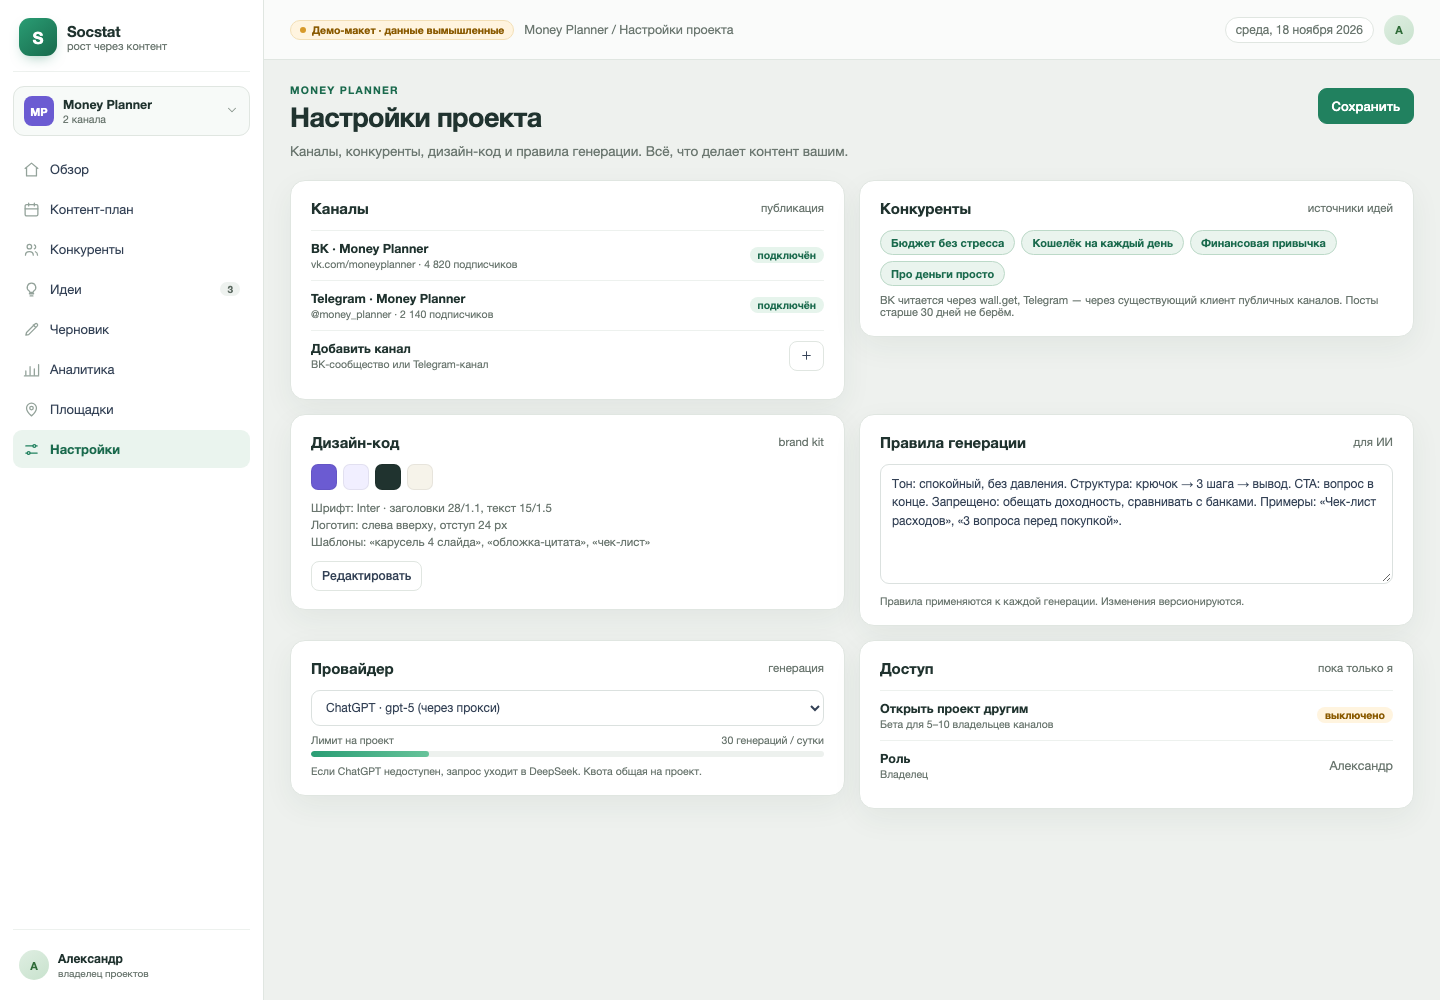 S
Socstat
рост через контент
MP
Money Planner
2 канала
Обзор
Контент-план
Конкуренты
Идеи 3
Черновик
Аналитика
Площадки
Настройки
A
Александр
владелец проектов
Демо-макет · данные вымышленные
Money Planner / Настройки проекта
среда, 18 ноября 2026
A
MONEY PLANNER
Настройки проекта
Каналы, конкуренты, дизайн-код и правила генерации. Всё, что делает контент вашим.
Сохранить
Каналы
публикация
ВК · Money Planner
vk.com/moneyplanner · 4 820 подписчиков
подключён
Telegram · Money Planner
@money_planner · 2 140 подписчиков
подключён
Добавить канал
ВК-сообщество или Telegram-канал
+
Конкуренты
источники идей
Бюджет без стресса
Кошелёк на каждый день
Финансовая привычка
Про деньги просто
ВК читается через wall.get, Telegram — через существующий клиент публичных каналов. Посты
старше 30 дней не берём.
Дизайн-код
brand kit
Шрифт: Inter · заголовки 28/1.1, текст 15/1.5
Логотип: слева вверху, отступ 24 px
Шаблоны: «карусель 4 слайда», «обложка-цитата», «чек-лист»
Редактировать
Правила генерации
для ИИ
Тон: спокойный, без давления. Структура: крючок → 3 шага → вывод. CTA: вопрос в
конце. Запрещено: обещать доходность, сравнивать с банками. Примеры: «Чек-лист
расходов», «3 вопроса перед покупкой».
Правила применяются к каждой генерации. Изменения версионируются.
Провайдер
генерация
ChatGPT · gpt-5 (через прокси)
Лимит на проект
30 генераций / сутки
Если ChatGPT недоступен, запрос уходит в DeepSeek. Квота общая на проект.
Доступ
пока только я
Открыть проект другим
Бета для 5–10 владельцев каналов
выключено
Роль
Владелец
Александр